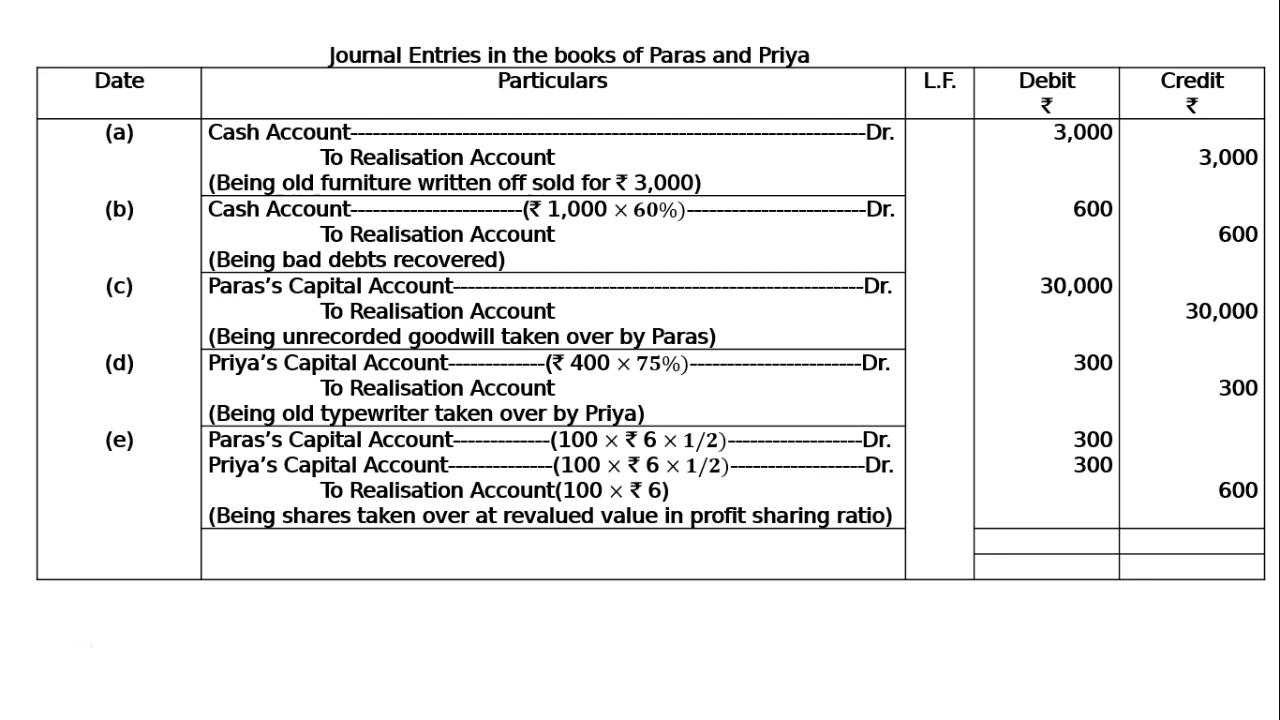 Journal Entries in the books of Paras and Priya
Date Particulars L.F. Debit Credit
₹ ₹
(a) Cash Account-----------------------------------------------------------------------Dr. 3,000
To Realisation Account 3,000
(Being old furniture written off sold for ₹ 3,000)
(b) Cash Account-----------------------(₹ 1,000 × 60%)------------------------Dr. 600
To Realisation Account 600
(Being bad debts recovered)
(c) Paras’s Capital Account--------------------------------------------------------Dr. 30,000
To Realisation Account 30,000
(Being unrecorded goodwill taken over by Paras)
(d) Priya’s Capital Account-------------(₹ 400 × 75%)-----------------------Dr. 300
To Realisation Account 300
(Being old typewriter taken over by Priya)
(e) Paras’s Capital Account-------------(100 × ₹ 6 × 1/2)------------------Dr. 300
Priya’s Capital Account--------------(100 × ₹ 6 × 1/2)------------------Dr. 300
To Realisation Account(100 × ₹ 6) 600
(Being shares taken over at revalued value in profit sharing ratio)